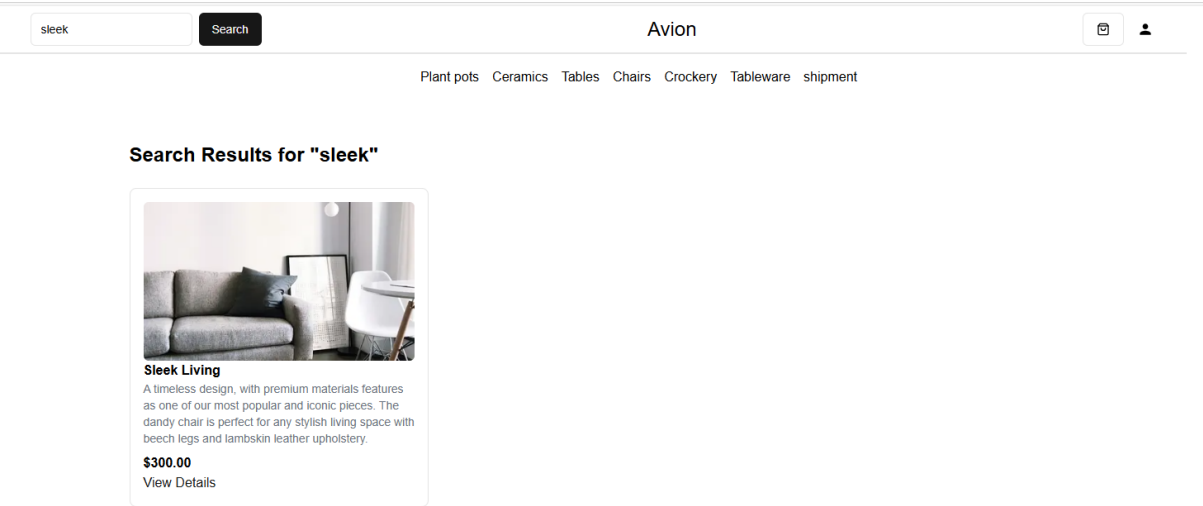 sleek
Search
Avion
Plant pots Ceramics Tables Chairs Crockery Tableware shipment
Search Results for "sleek"
Sleek Living
A timeless design, with premium materials features
as one of our most popular and iconic pieces. The
dandy chair is perfect for any stylish living space with
beech legs and lambskin leather upholstery.
$300.00
View Details